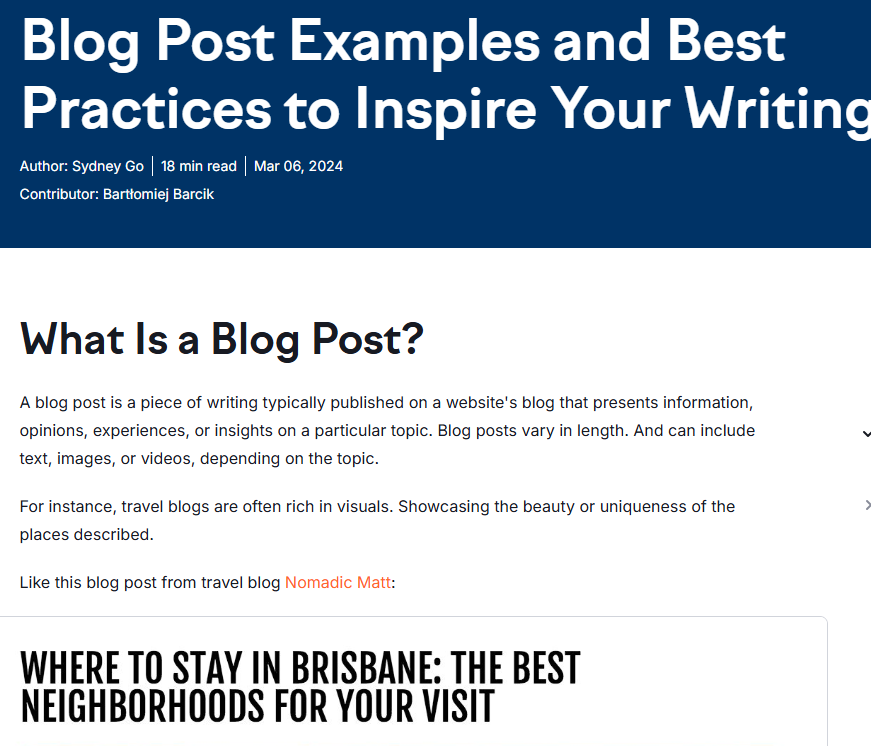 Blog Post Examples and Best
Practices to Inspire Your Writing
Author: Sydney Go | 18 min read | Mar 06, 2024
Contributor: Bartłomiej Barcik
What Is a Blog Post?
A blog post is a piece of writing typically published on a website's blog that presents information,
opinions, experiences, or insights on a particular topic. Blog posts vary in length. And can include
text, images, or videos, depending on the topic.
For instance, travel blogs are often rich in visuals. Showcasing the beauty or uniqueness of the
places described.
Like this blog post from travel blog Nomadic Matt:
WHERE TO STAY IN BRISBANE: THE BEST
NEIGHBORHOODS FOR YOUR VISIT